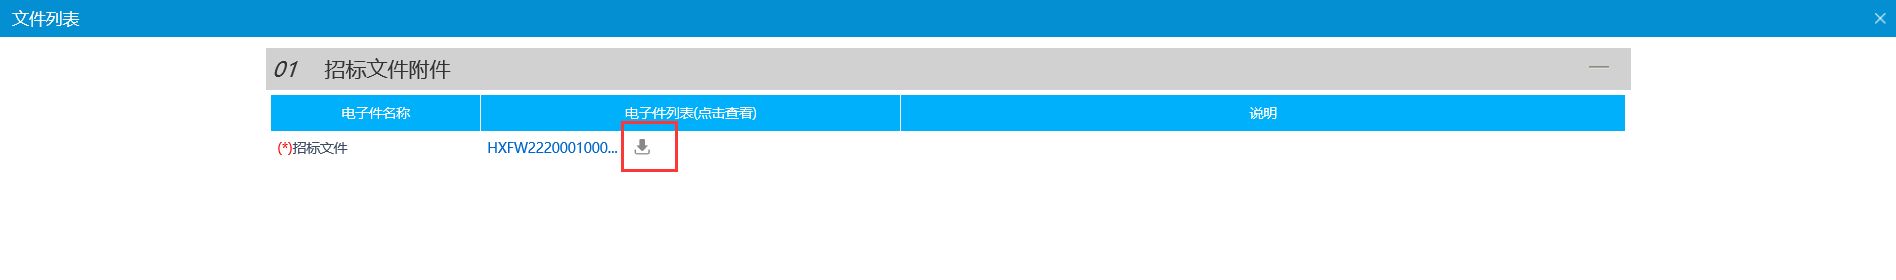 文件列表
01 招标文件附件
电子件名称 电子件列表(点击查看) 说明
(*)招标文件 HXFW2220001000...